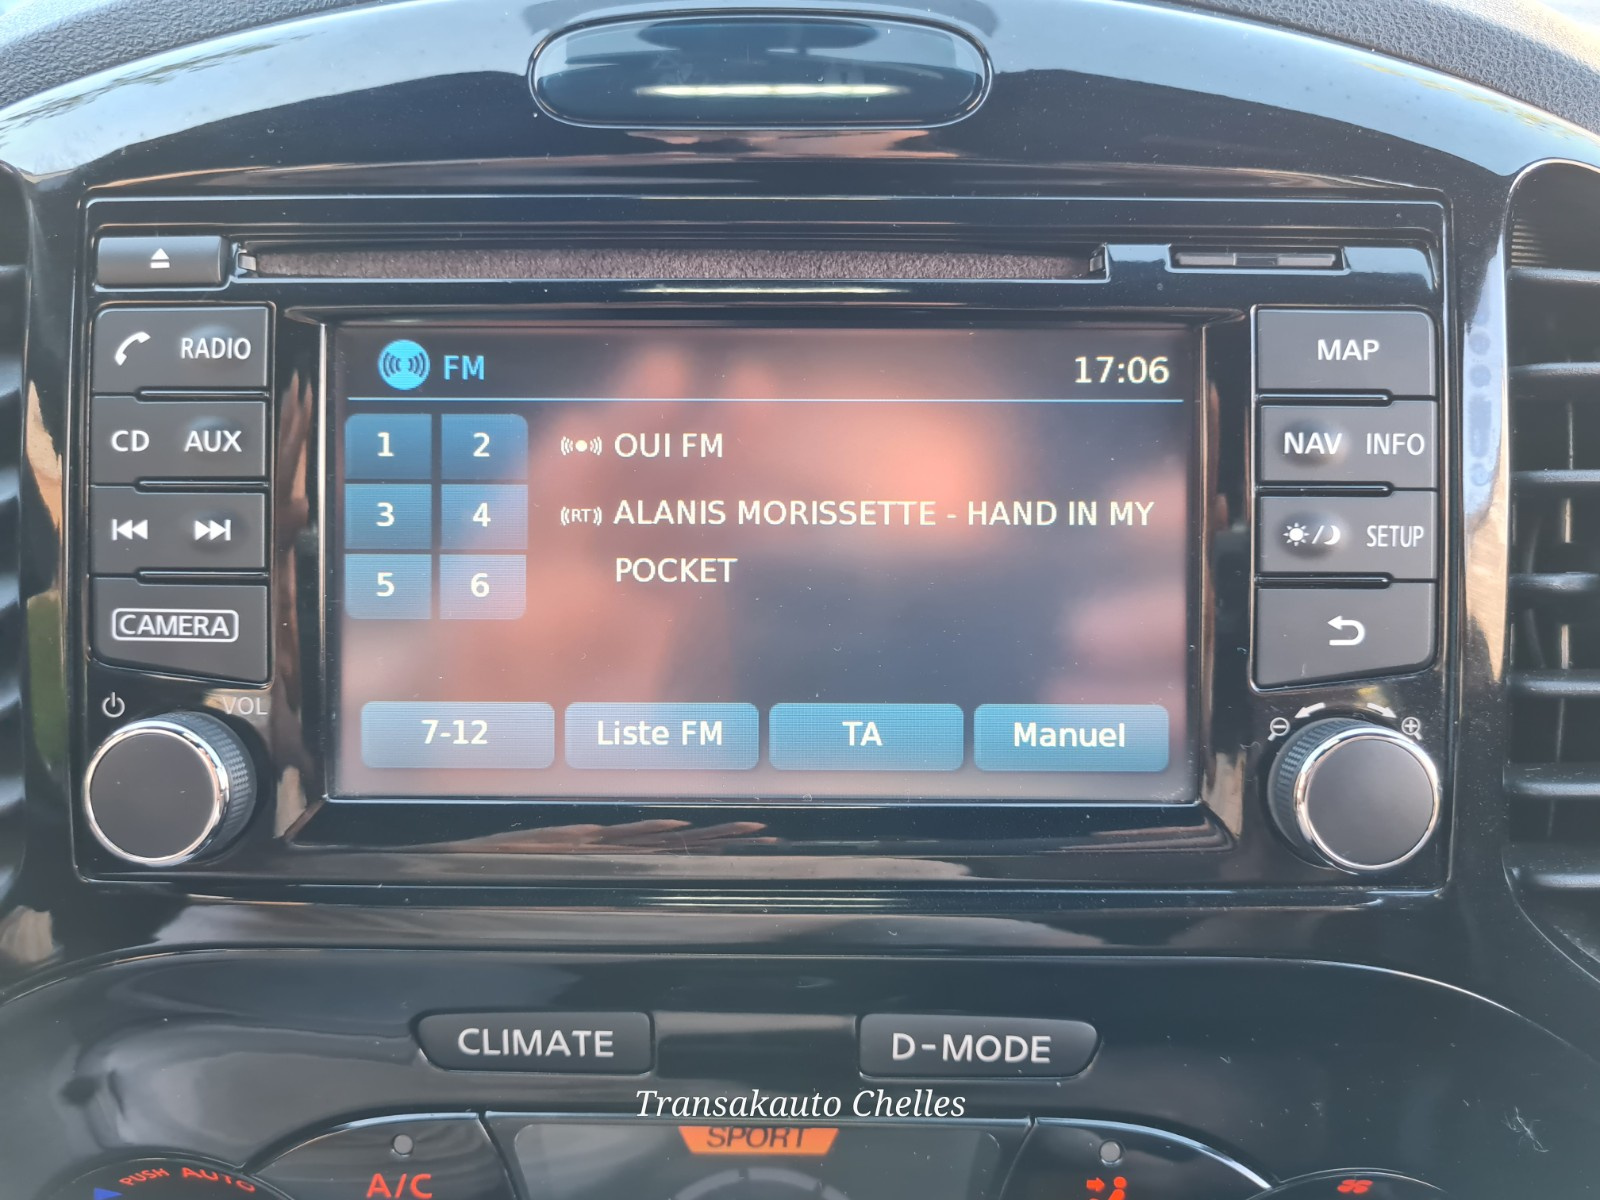 RADIO
CD AUX
CAMERA
VOL
FM 17:06
1 2
3 4
5 6
OUI FM
((RT)) ALANIS MORISSETTE - HAND IN MY
POCKET
7-12 Liste FM TA Manuel
MAP
NAV INFO
SETUP
CLIMATE D-MODE
Transakauto Chelles
SPORT
PUSH AUTO
A/C